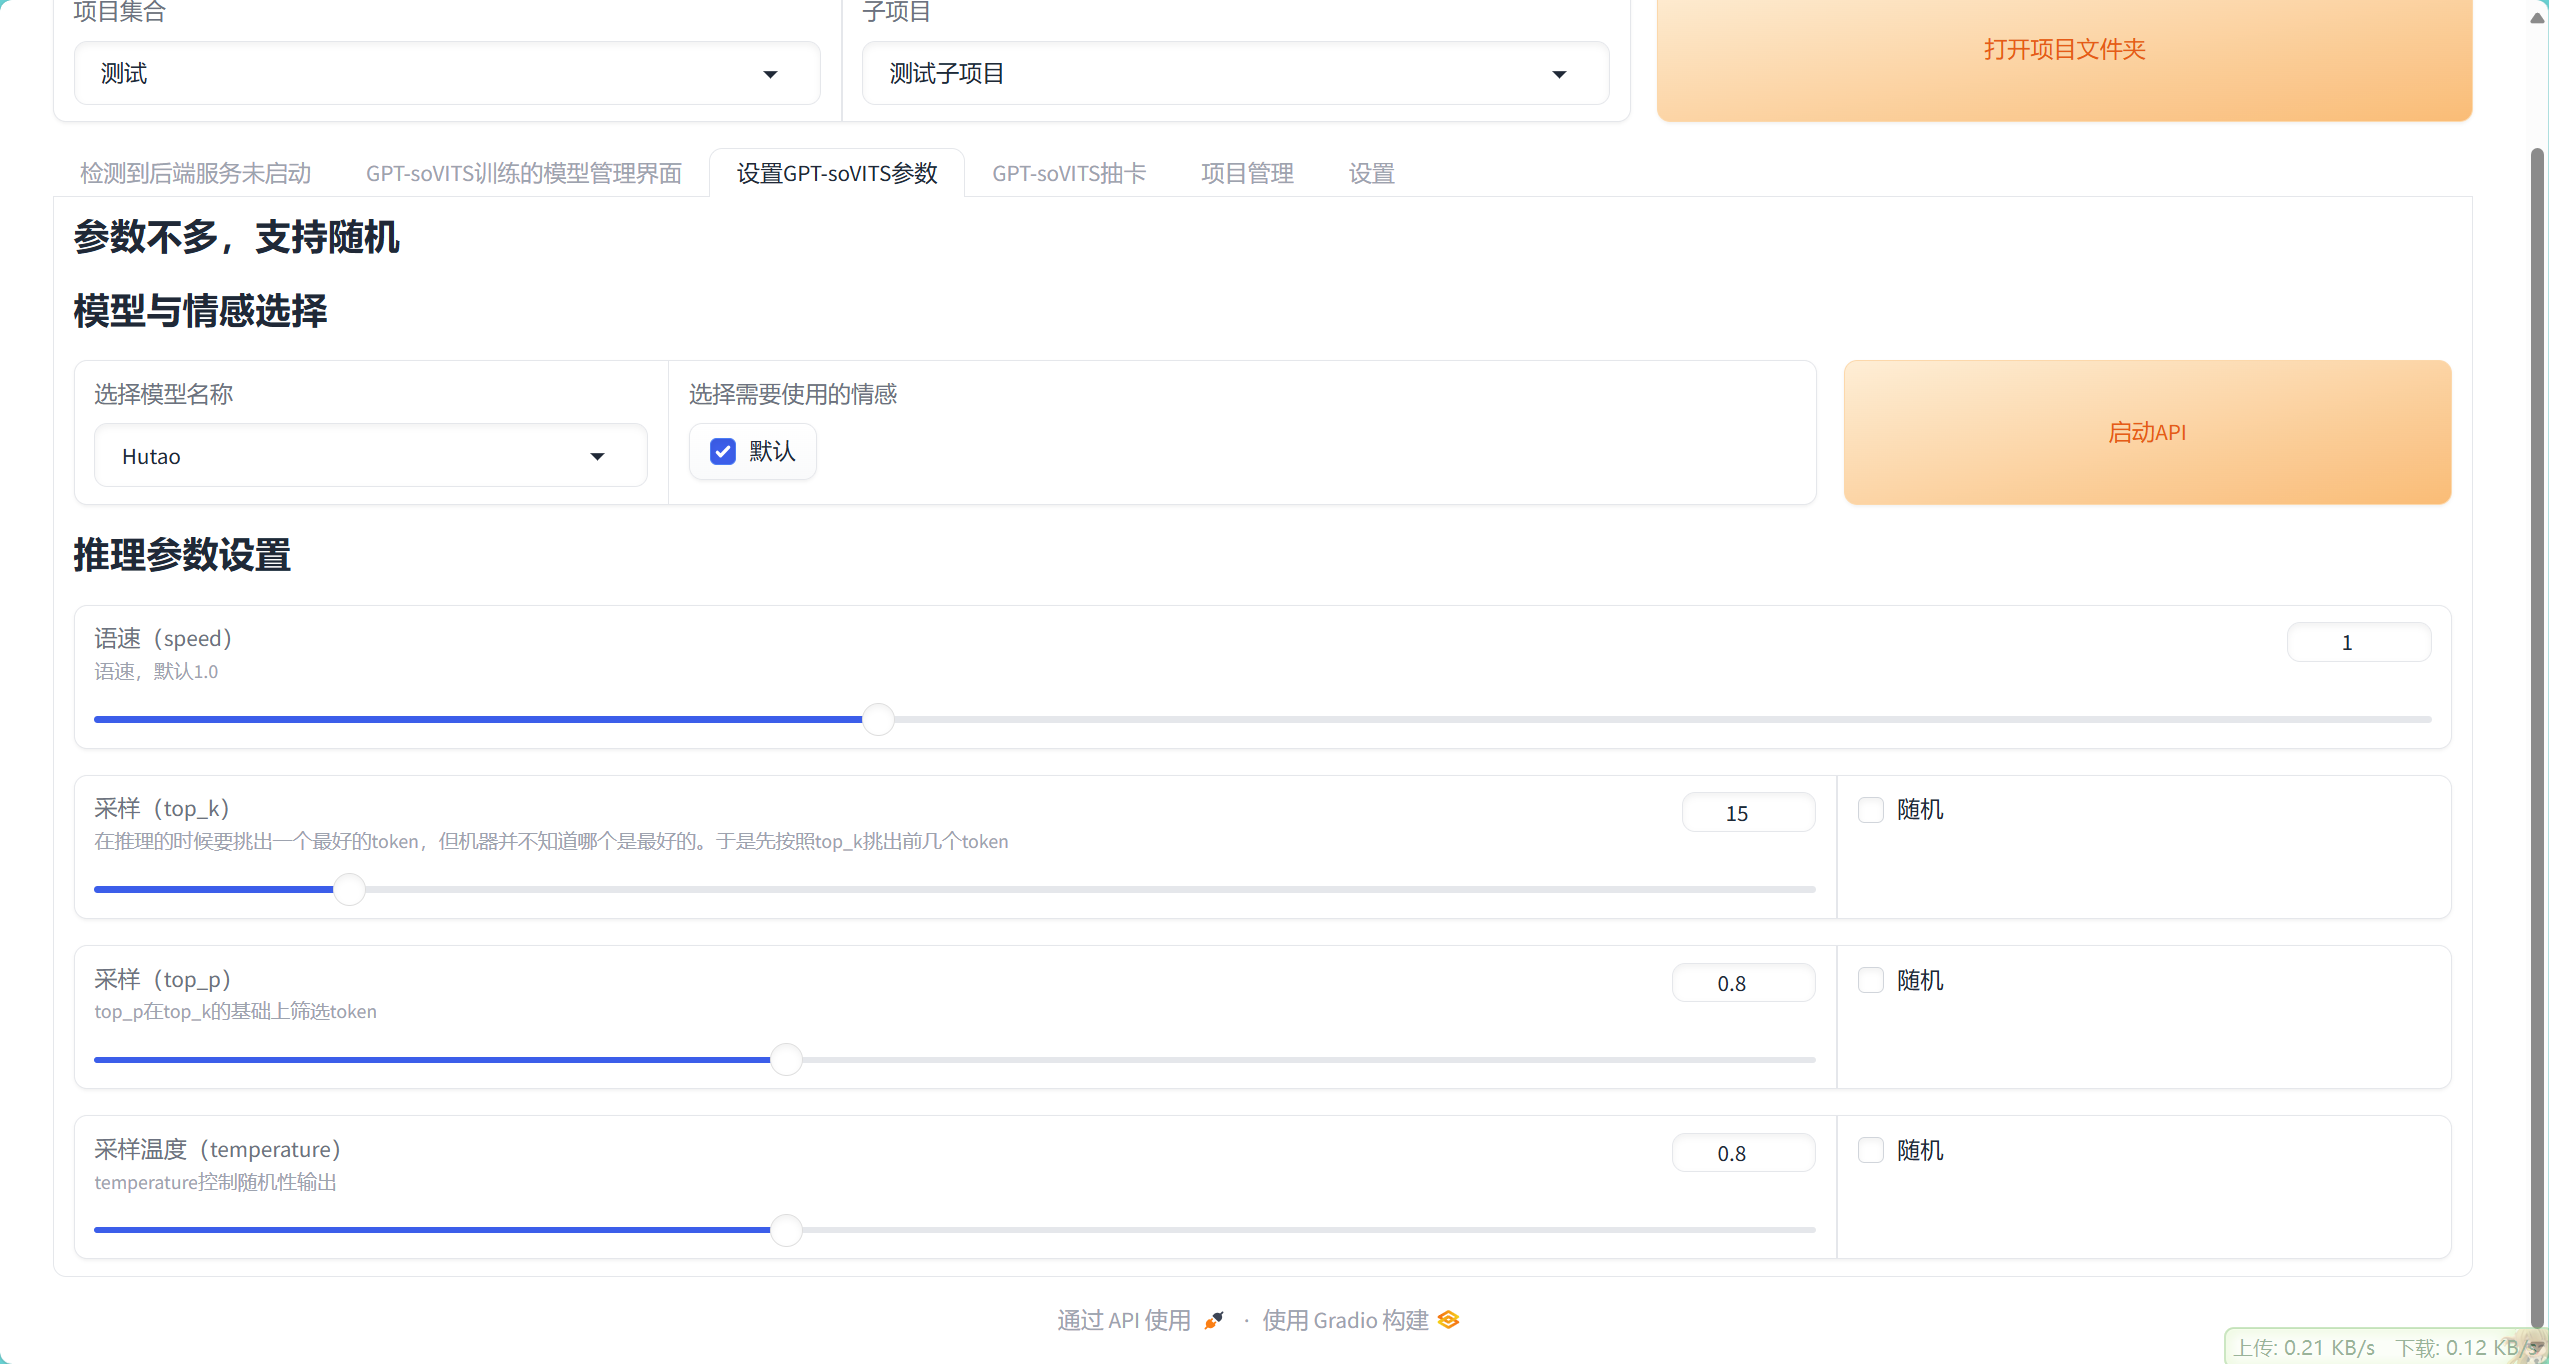 项目集合
子项目
测试
测试子项目
打开项目文件夹
检测到后端服务未启动
GPT-soVITS训练的模型管理界面
设置GPT-soVITS参数
GPT-soVITS抽卡
项目管理
设置
参数不多，支持随机
模型与情感选择
选择模型名称
Hutao
选择需要使用的情感
默认
启动API
推理参数设置
语速（speed）
1
语速，默认1.0
采样（top_k）
15
随机
在推理的时候要挑出一个最好的token，但机器并不知道哪个是最好的。于是先按照top_k挑出前几个token
采样（top_p）
0.8
随机
top_p在top_k的基础上筛选token
采样温度（temperature）
0.8
随机
temperature控制随机性输出
通过 API 使用 · 使用 Gradio 构建
上传: 0.21 KB/s 下载: 0.12 KB/s